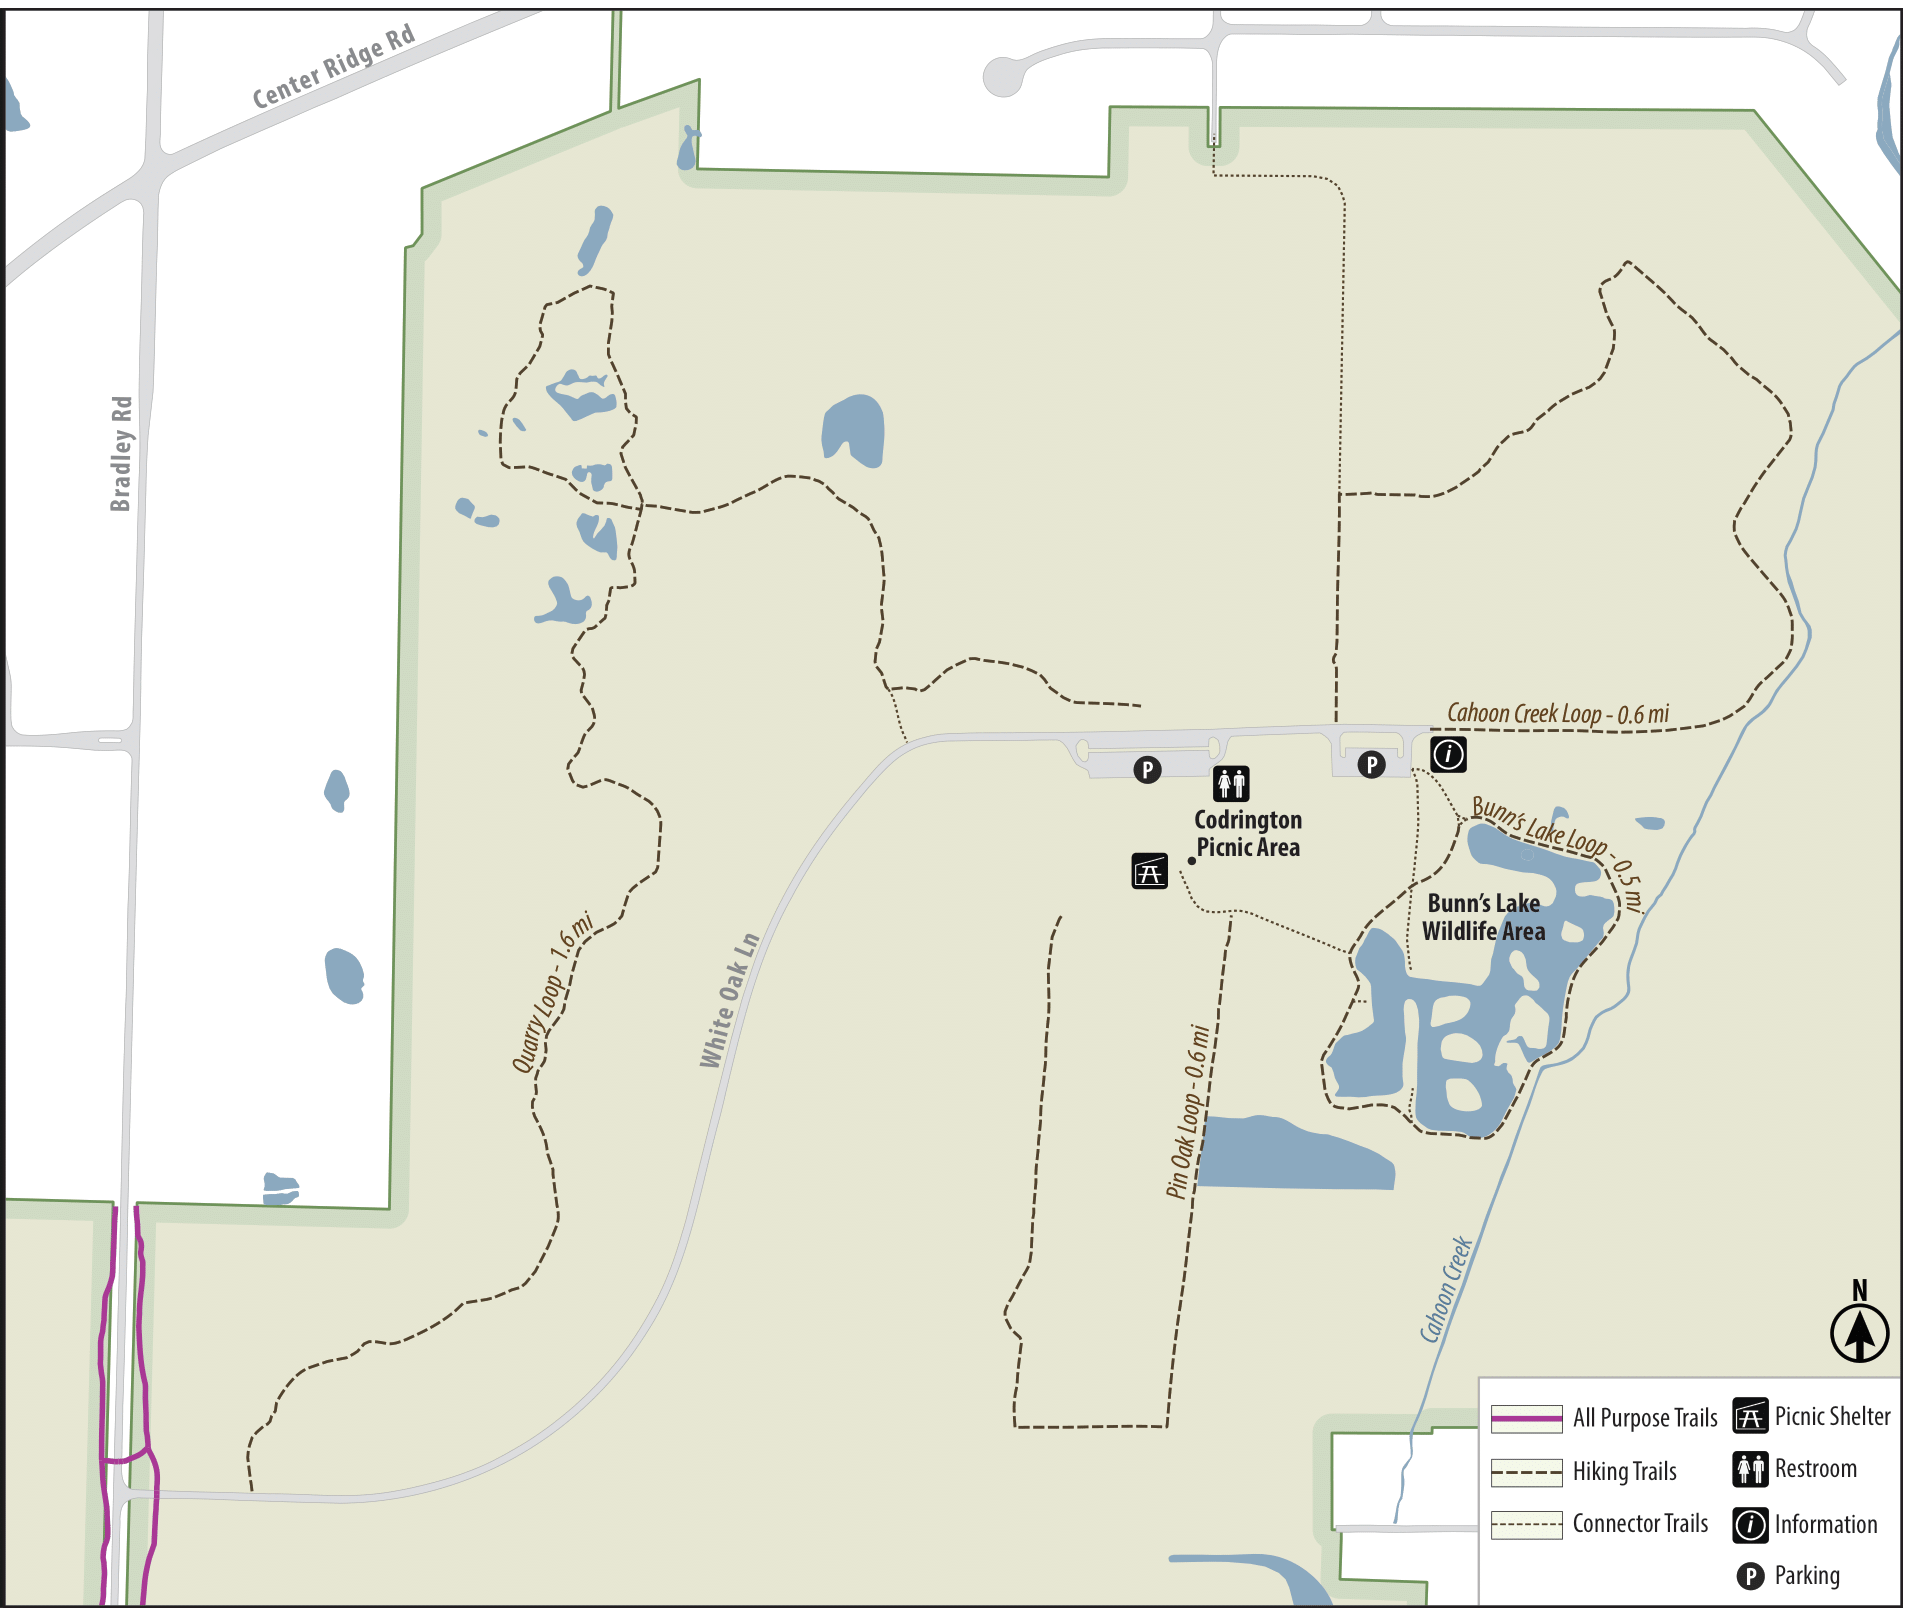 Center Ridge Rd
Bradley Rd
Cahoon Creek Loop - 0.6 mi
P
P
i
Codrington
Picnic Area
Bunn's Lake Loop - 0.5 mi.
Bunn's Lake
Wildlife Area
Quarry Loop - 1.6 mi
White Oak Ln
Pin Oak Loop - 0.6 mi
Cahoon Creek
N
All Purpose Trails
Picnic Shelter
Hiking Trails
Restroom
Connector Trails
i Information
P Parking